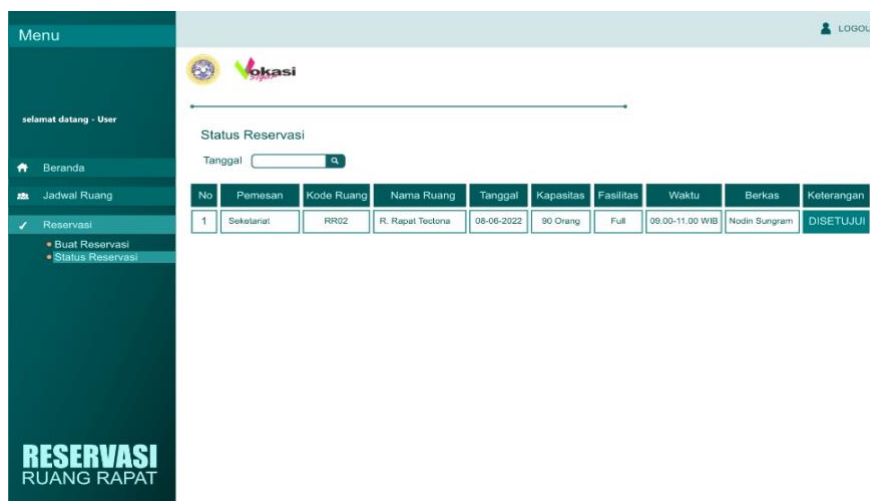 Menu
LOGOU
Vokasi
selamat datang - User
Status Reservasi
Tanggal
Beranda
Jadwal Ruang
Reservasi
Buat Reservasi
Status Reservasi
No Pemesan Kode Ruang Nama Ruang Tanggal Kapasitas Fasilitas Waktu Berkas Keterangan
1 Seketariat RR02 R. Rapat Tectona 08-06-2022 90 Orang Full 09.00-11.00 WIB Nodin Sungram DISETUJUI
RESERVASI
RUANG RAPAT